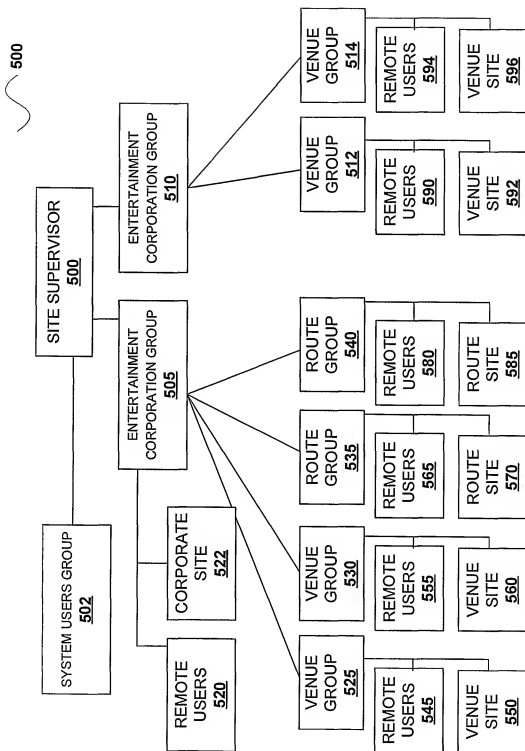 500
SITE SUPERVISOR
500
SYSTEM USERS GROUP
502
ENTERTAINMENT
CORPORATION GROUP
505
ENTERTAINMENT
CORPORATION GROUP
510
REMOTE
USERS
520
CORPORATE
SITE
522
VENUE
GROUP
525
REMOTE
USERS
545
VENUE
SITE
550
VENUE
GROUP
530
REMOTE
USERS
555
VENUE
SITE
560
ROUTE
GROUP
535
REMOTE
USERS
565
ROUTE
SITE
570
ROUTE
GROUP
540
REMOTE
USERS
580
ROUTE
SITE
585
VENUE
GROUP
512
REMOTE
USERS
590
VENUE
SITE
592
VENUE
GROUP
514
REMOTE
USERS
594
VENUE
SITE
596